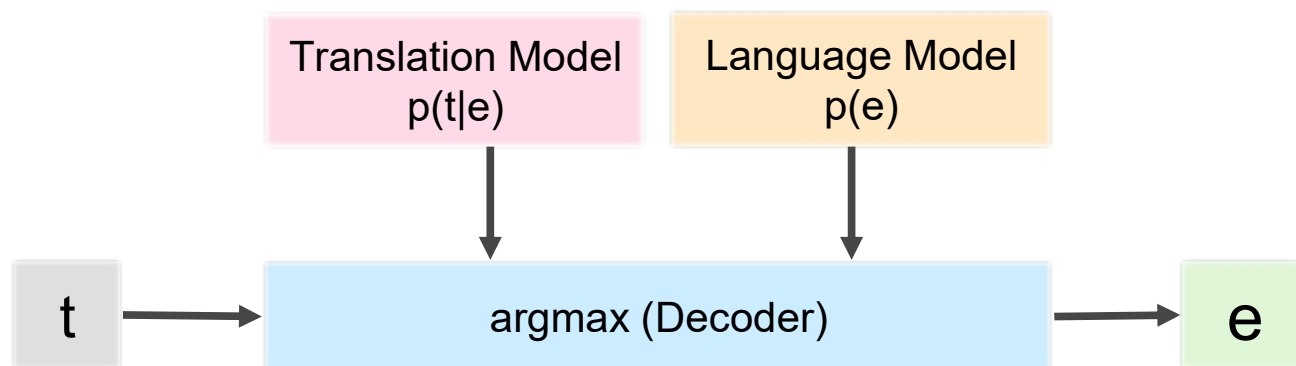 Translation Model
p(t|e)
Language Model
p(e)
t
argmax (Decoder)
e